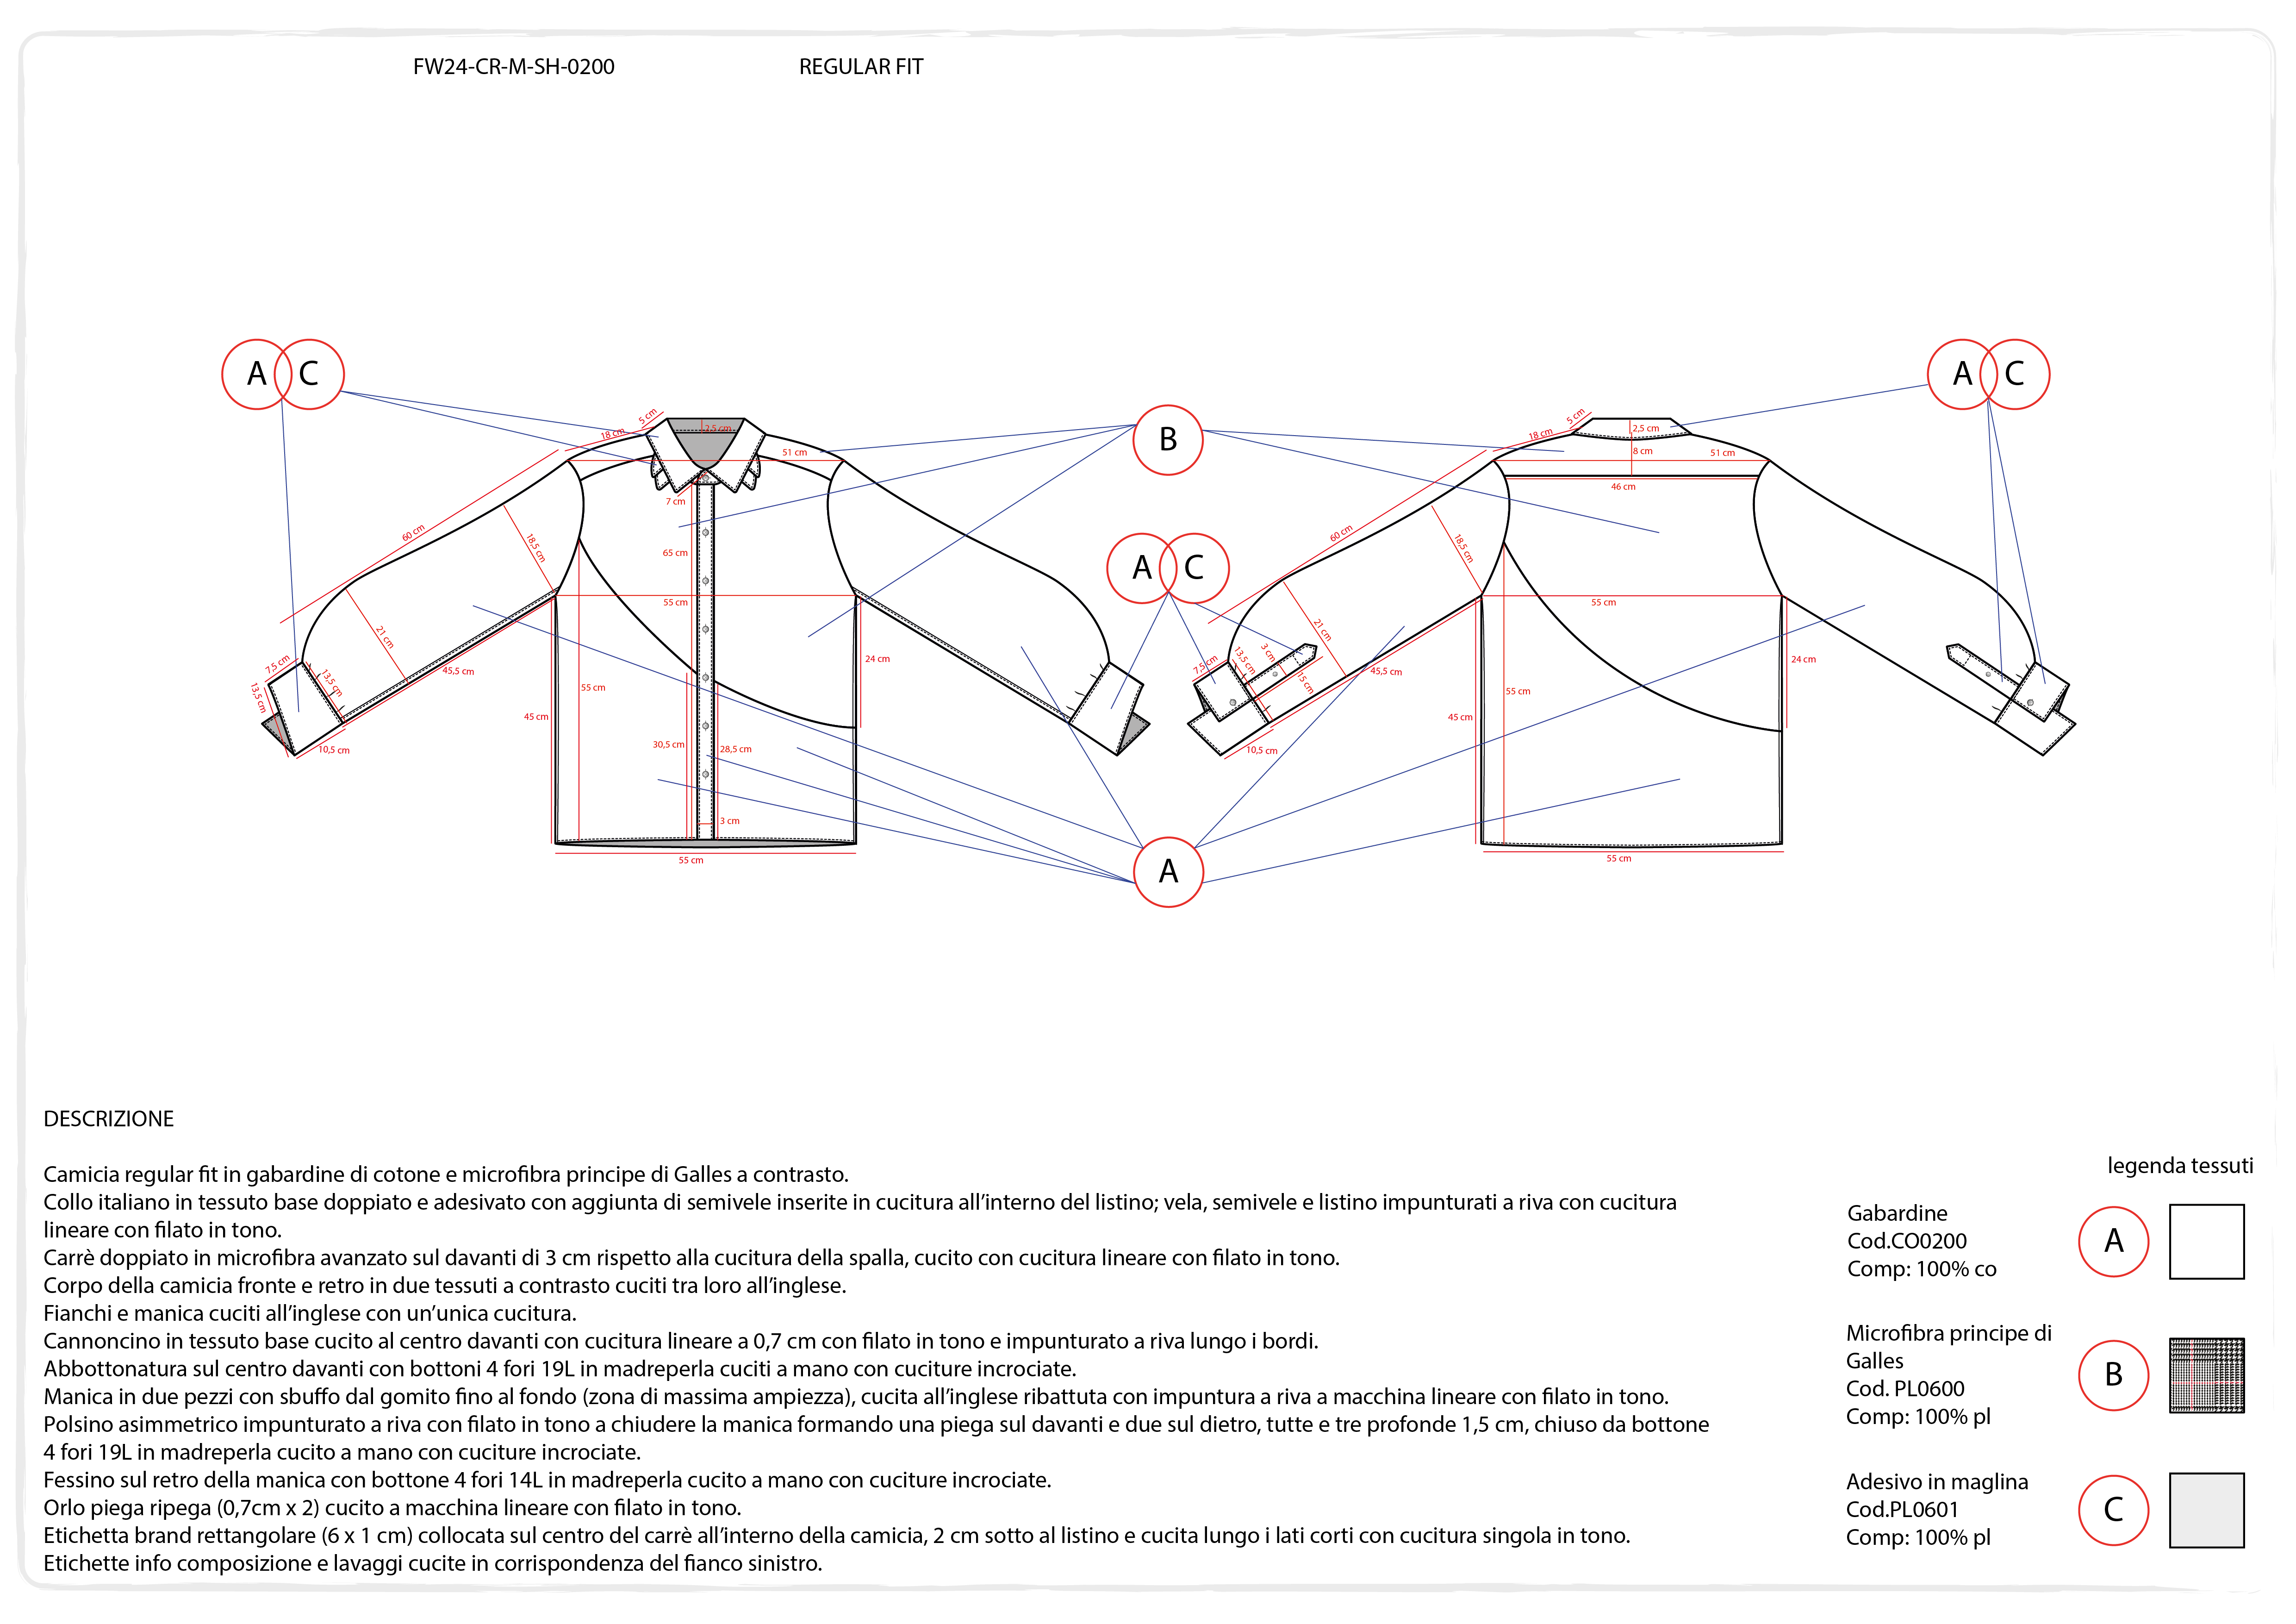 FW24-CR-M-SH-0200 REGULAR FIT
A C
A C
B
A C
A
5 cm
18 cm
2,5 cm
51 cm
7 cm
60 cm
18,5 cm
65 cm
55 cm
21 cm
24 cm
7,5 cm
13,5 cm
13,5 cm
45,5 cm
55 cm
45 cm
10,5 cm
30,5 cm
28,5 cm
3 cm
55 cm
5 cm
18 cm
2,5 cm
8 cm
51 cm
46 cm
60 cm
18,5 cm
55 cm
21 cm
3 cm
13,5 cm
7,5 cm
15 cm
45,5 cm
24 cm
55 cm
45 cm
10,5 cm
55 cm
DESCRIZIONE
Camicia regular fit in gabardine di cotone e microfibra principe di Galles a contrasto.
Collo italiano in tessuto base doppiato e adesivato con aggiunta di semivele inserite in cucitura all’interno del listino; vela, semivele e listino impunturati a riva con cucitura
lineare con filato in tono.
Carrè doppiato in microfibra avanzato sul davanti di 3 cm rispetto alla cucitura della spalla, cucito con cucitura lineare con filato in tono.
Corpo della camicia fronte e retro in due tessuti a contrasto cuciti tra loro all’inglese.
Fianchi e manica cuciti all’inglese con un’unica cucitura.
Cannoncino in tessuto base cucito al centro davanti con cucitura lineare a 0,7 cm con filato in tono e impunturato a riva lungo i bordi.
Abbottonatura sul centro davanti con bottoni 4 fori 19L in madreperla cuciti a mano con cuciture incrociate.
Manica in due pezzi con sbuffo dal gomito fino al fondo (zona di massima ampiezza), cucita all’inglese ribattuta con impuntura a riva a macchina lineare con filato in tono.
Polsino asimmetrico impunturato a riva con filato in tono a chiudere la manica formando una piega sul davanti e due sul dietro, tutte e tre profonde 1,5 cm, chiuso da bottone
4 fori 19L in madreperla cucito a mano con cuciture incrociate.
Fessino sul retro della manica con bottone 4 fori 14L in madreperla cucito a mano con cuciture incrociate.
Orlo piega ripega (0,7cm x 2) cucito a macchina lineare con filato in tono.
Etichetta brand rettangolare (6 x 1 cm) collocata sul centro del carrè all’interno della camicia, 2 cm sotto al listino e cucita lungo i lati corti con cucitura singola in tono.
Etichette info composizione e lavaggi cucite in corrispondenza del fianco sinistro.
legenda tessuti
Gabardine
Cod.CO0200
Comp: 100% co
A
Microfibra principe di
Galles
Cod. PL0600
Comp: 100% pl
B
Adesivo in maglina
Cod.PL0601
Comp: 100% pl
C